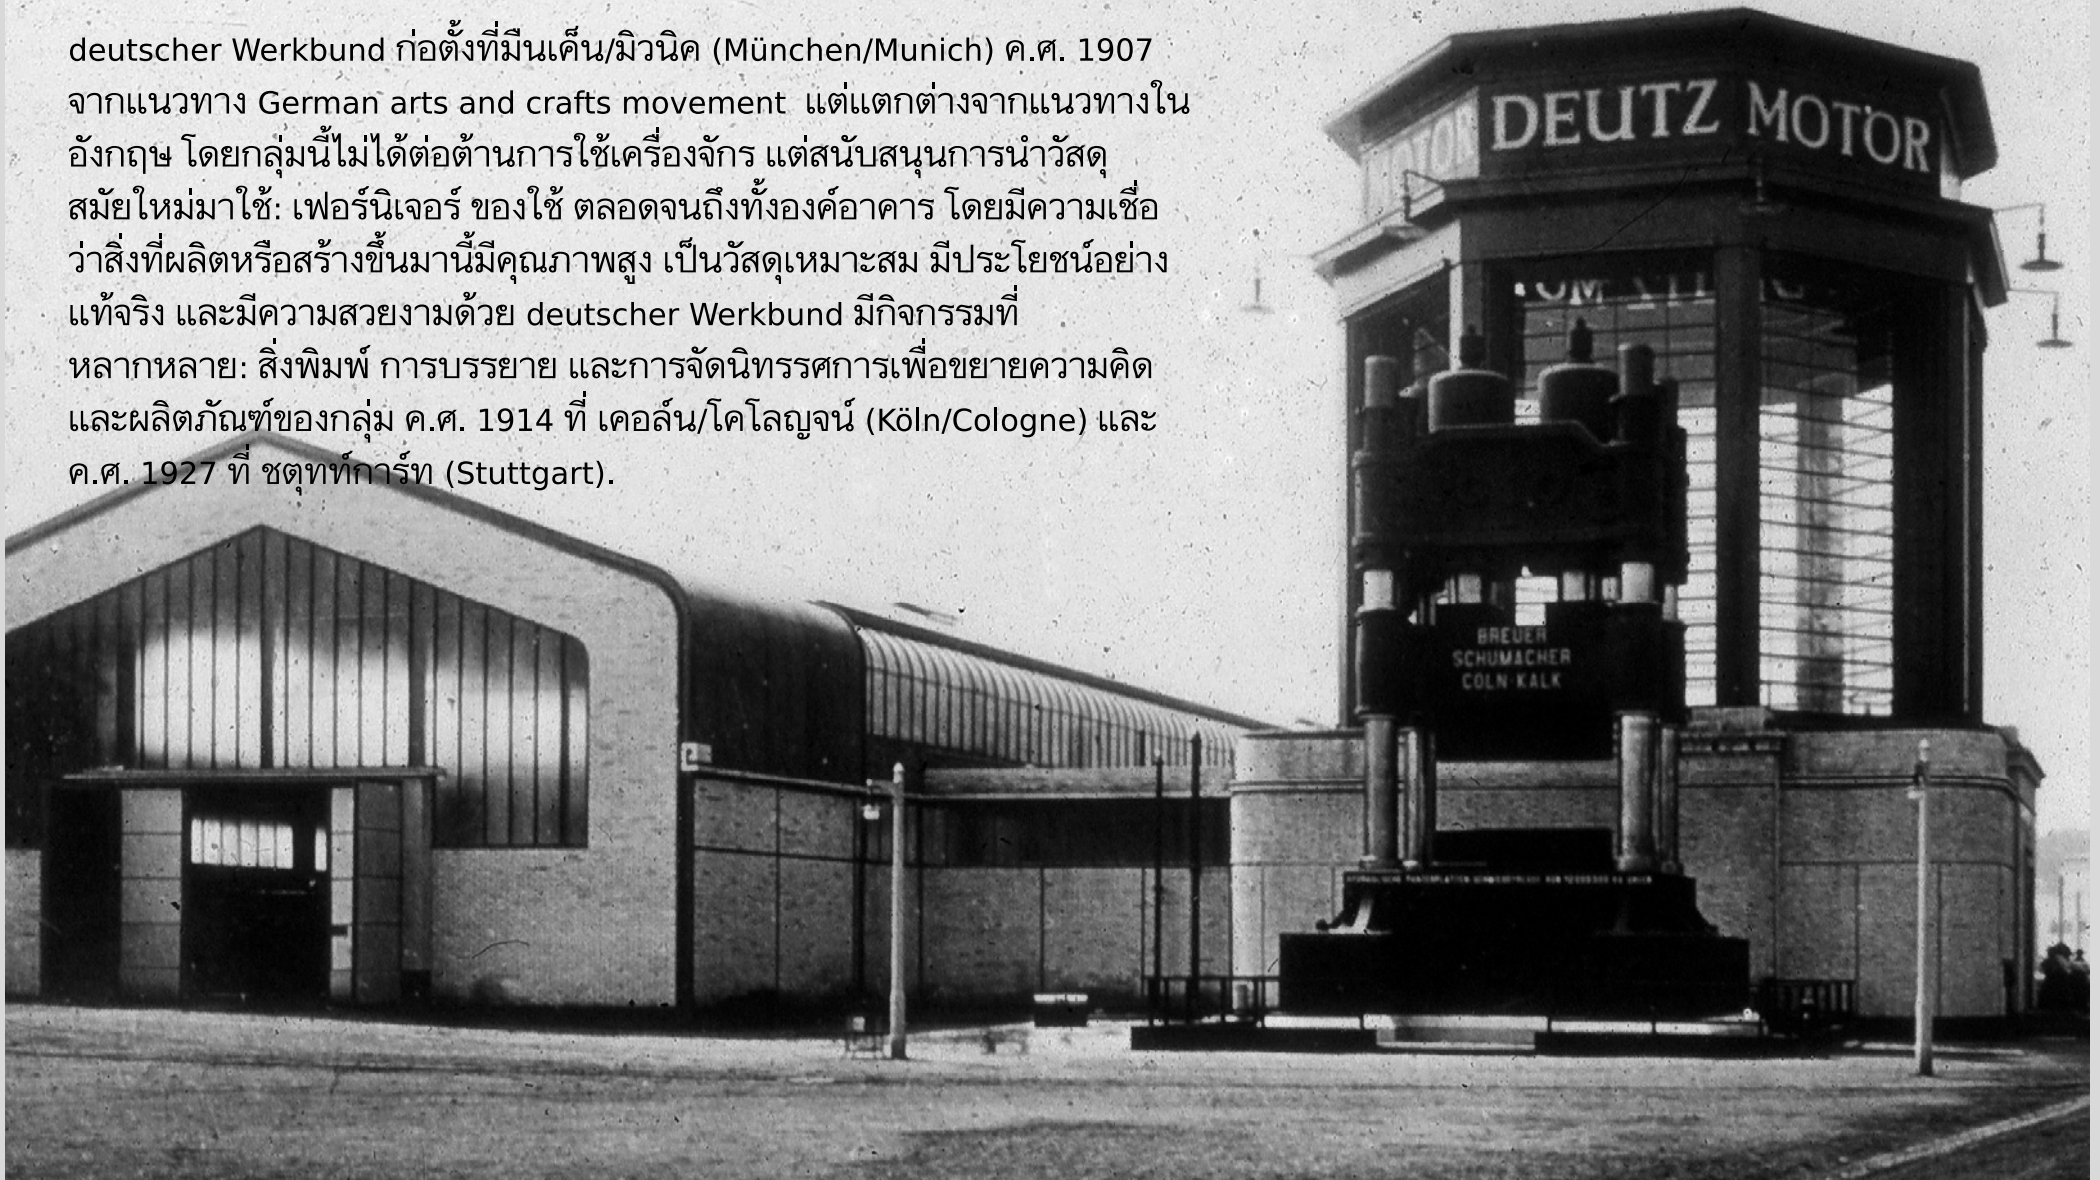 deutscher Werkbund ก่อตั้งที่มืนเค็น/มิวนิค (München/Munich) ค.ศ. 1907
จากแนวทาง German arts and crafts movement แต่แตกต่างจากแนวทางใน
อังกฤษ โดยกลุ่มนี้ไม่ได้ต่อต้านการใช้เครื่องจักร แต่สนับสนุนการนำวัสดุ
สมัยใหม่มาใช้: เฟอร์นิเจอร์ ของใช้ ตลอดจนถึงทั้งองค์อาคาร โดยมีความเชื่อ
ว่าสิ่งที่ผลิตหรือสร้างขึ้นมานี้มีคุณภาพสูง เป็นวัสดุเหมาะสม มีประโยชน์อย่าง
แท้จริง และมีความสวยงามด้วย deutscher Werkbund มีกิจกรรมที่
หลากหลาย: สิ่งพิมพ์ การบรรยาย และการจัดนิทรรศการเพื่อขยายความคิด
และผลิตภัณฑ์ของกลุ่ม ค.ศ. 1914 ที่ เคอล์น/โคโลญจน์ (Köln/Cologne) และ
ค.ศ. 1927 ที่ ชตุทท์การ์ท (Stuttgart).
MOTOR DEUTZ MOTOR
BREUER
SCHUMACHER
CÖLN-KALK